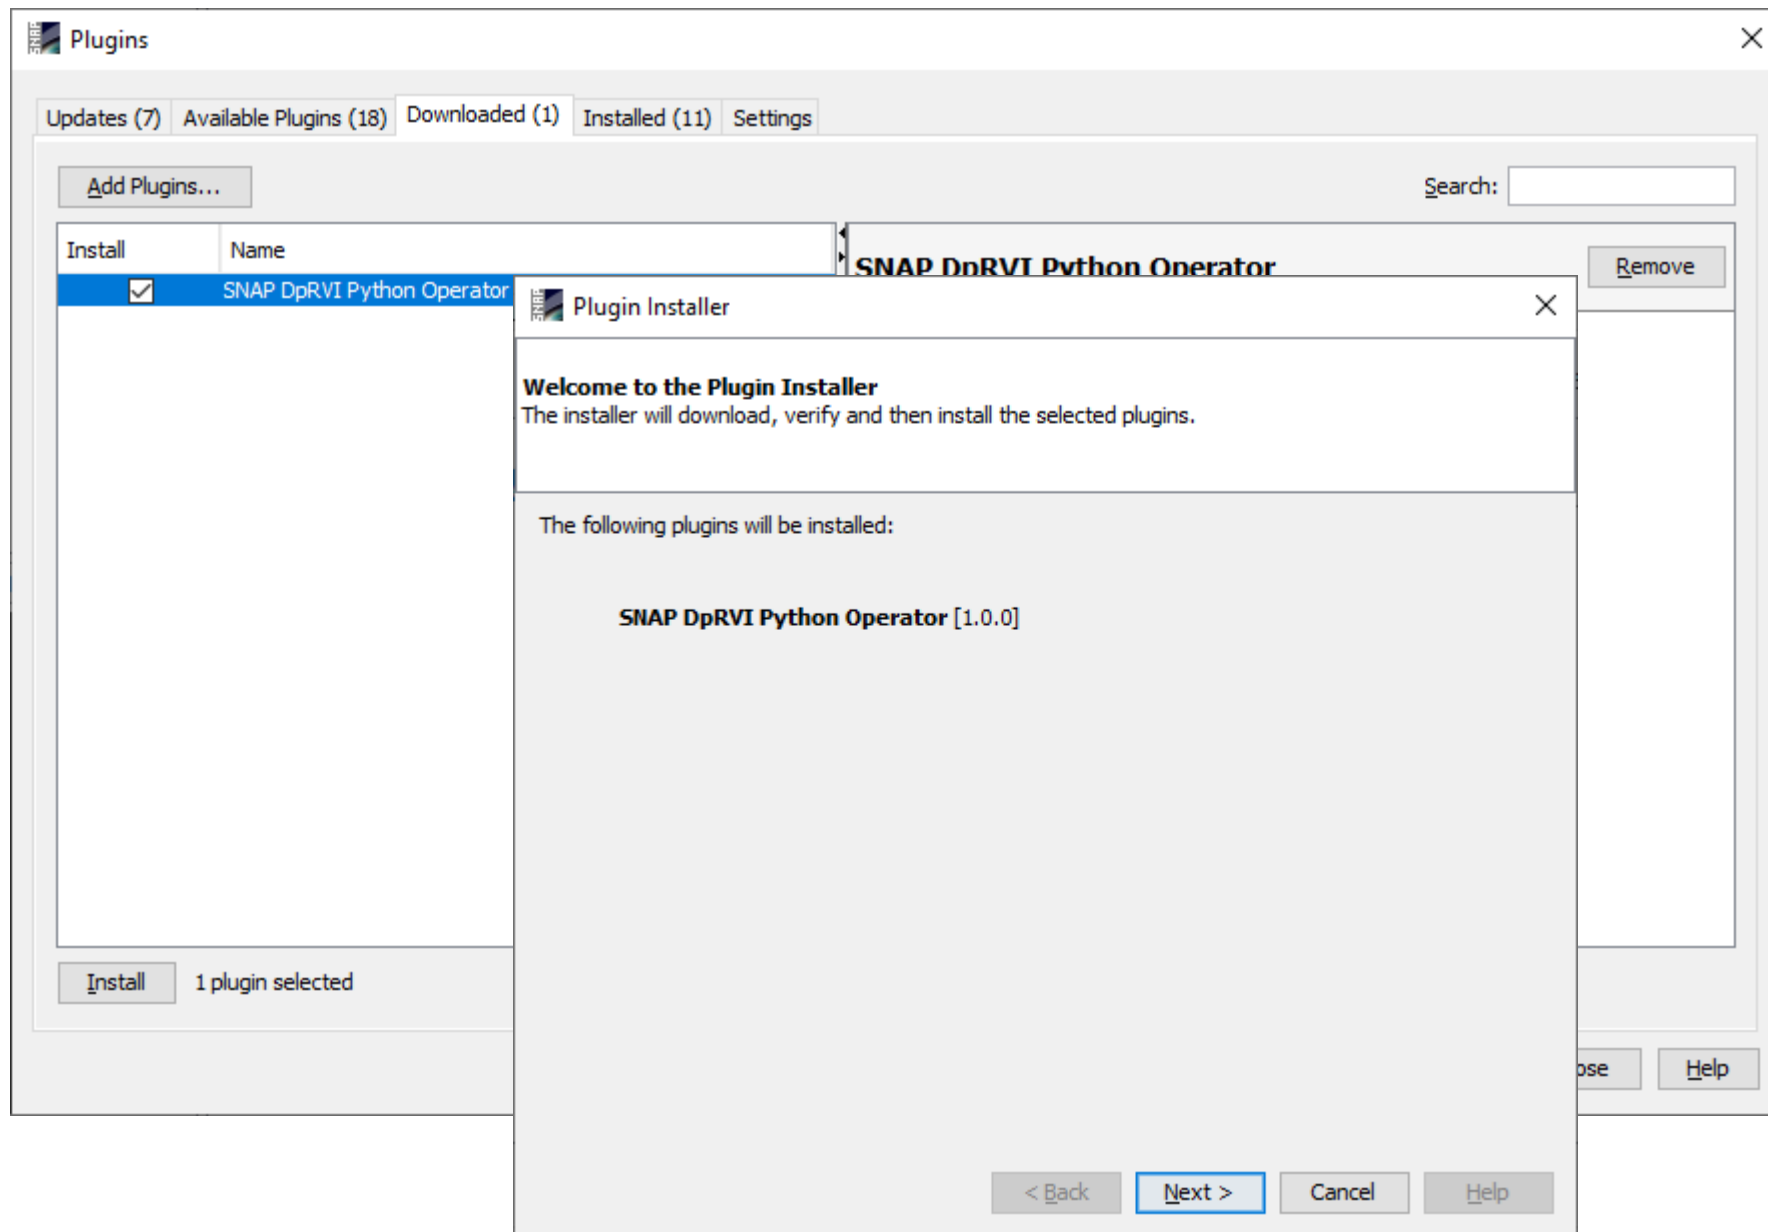 SNAP Plugins
Updates (7) Available Plugins (18) Downloaded (1) Installed (11) Settings
Add Plugins... Search:
Install Name
SNAP DpRVI Python Operator Remove
SNAP DpRVI Python Operator
SNAP Plugin Installer
Welcome to the Plugin Installer
The installer will download, verify and then install the selected plugins.
The following plugins will be installed:
SNAP DpRVI Python Operator [1.0.0]
Install 1 plugin selected
ose Help
< Back Next > Cancel Help